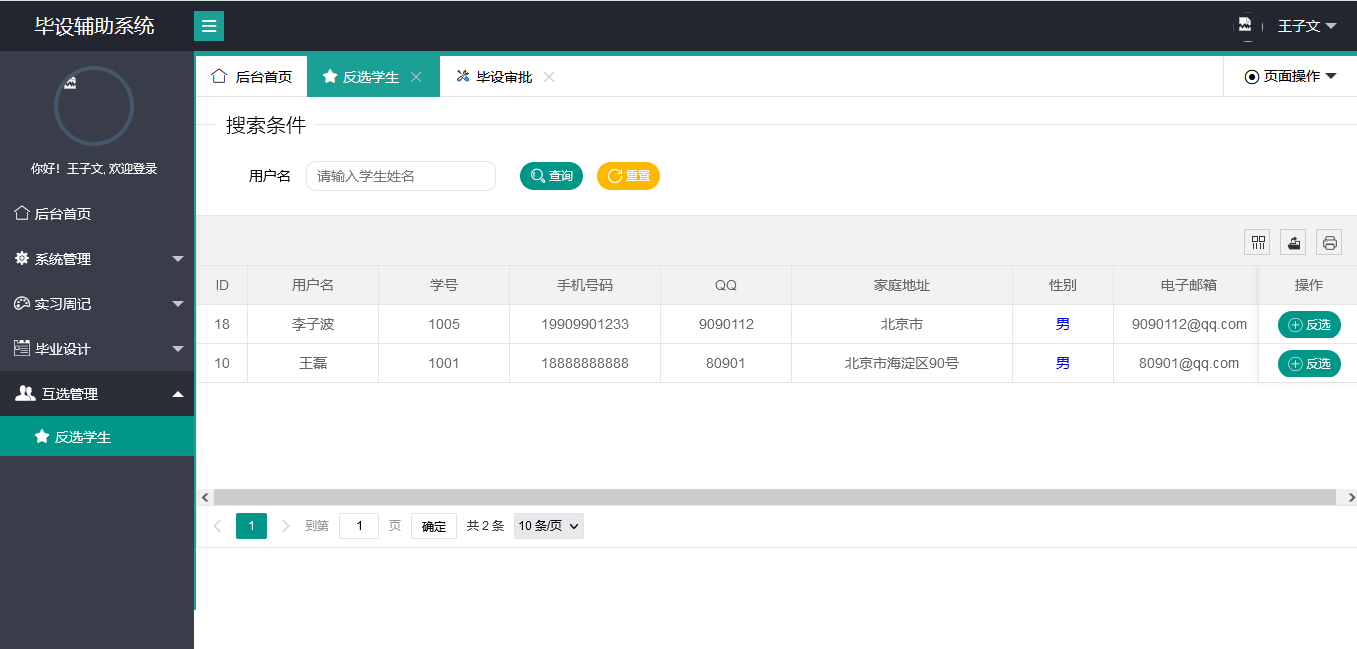 毕设辅助系统
王子文
你好！王子文, 欢迎登录
后台首页
系统管理
实习周记
毕业设计
互选管理
反选学生
后台首页 反选学生 毕设审批 页面操作
搜索条件
用户名 请输入学生姓名 查询 重置
ID 用户名 学号 手机号码 QQ 家庭地址 性别 电子邮箱 操作
18 李子波 1005 19909901233 9090112 北京市 男 9090112@qq.com 反选
10 王磊 1001 18888888888 80901 北京市海淀区90号 男 80901@qq.com 反选
1 到第 1 页 确定 共 2 条 10 条/页